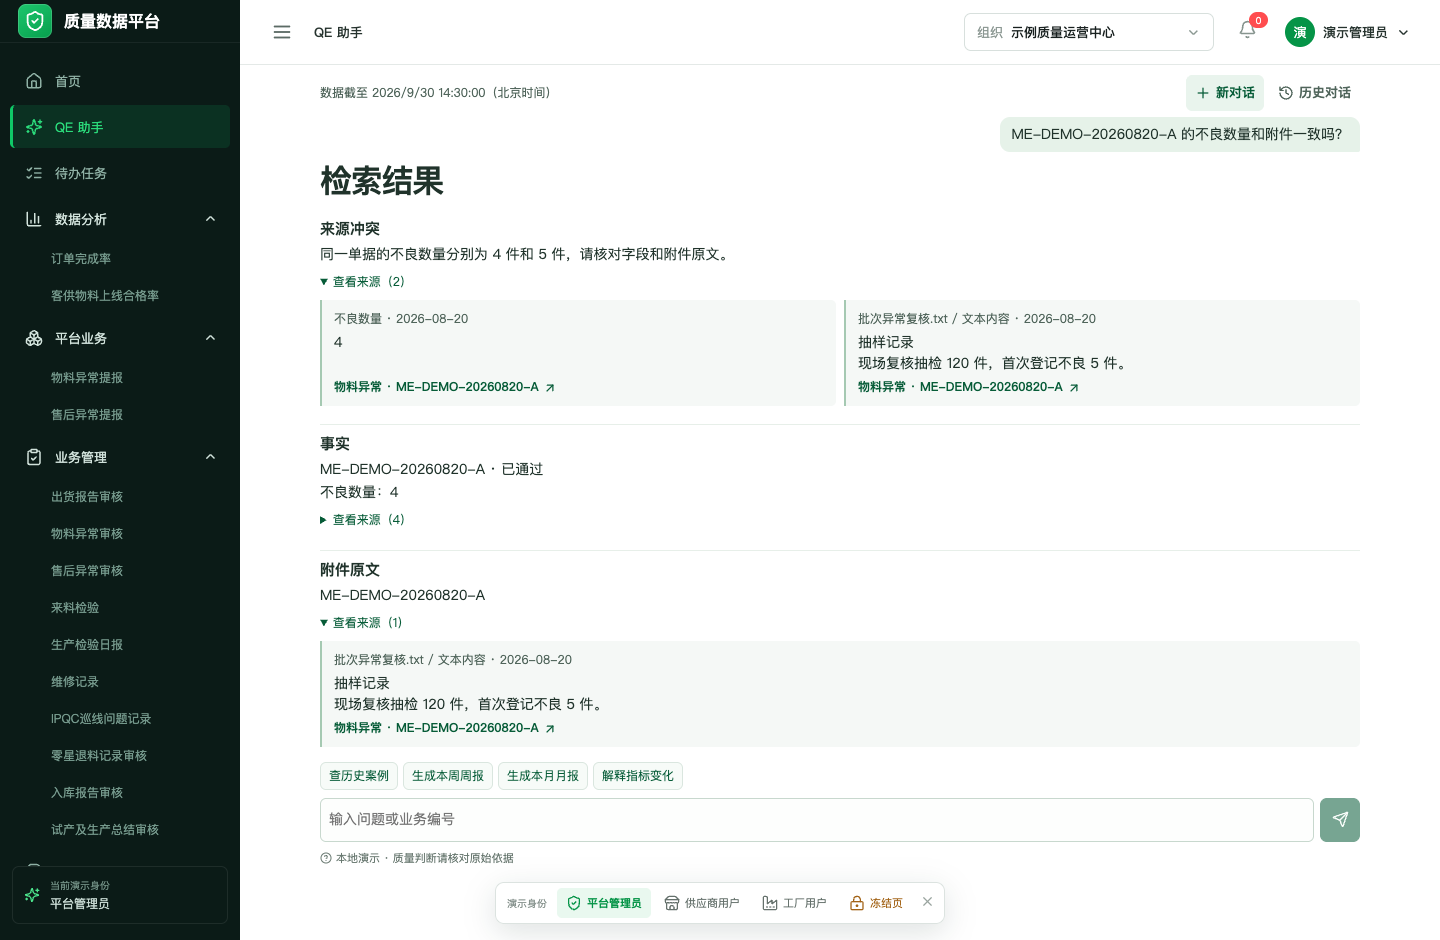 质量数据平台
首页
QE 助手
待办任务
数据分析
订单完成率
客供物料上线合格率
平台业务
物料异常提报
售后异常提报
业务管理
出货报告审核
物料异常审核
售后异常审核
来料检验
生产检验日报
维修记录
IPQC巡线问题记录
零星退料记录审核
入库报告审核
试产及生产总结审核
当前演示身份
平台管理员
QE 助手
组织 示例质量运营中心
0
演 演示管理员
数据截至 2026/9/30 14:30:00（北京时间）
新对话 历史对话
ME-DEMO-20260820-A 的不良数量和附件一致吗？
检索结果
来源冲突
同一单据的不良数量分别为 4 件和 5 件，请核对字段和附件原文。
查看来源（2）
不良数量 · 2026-08-20
4
物料异常 · ME-DEMO-20260820-A
批次异常复核.txt / 文本内容 · 2026-08-20
抽样记录
现场复核抽检 120 件，首次登记不良 5 件。
物料异常 · ME-DEMO-20260820-A
事实
ME-DEMO-20260820-A · 已通过
不良数量：4
查看来源（4）
附件原文
ME-DEMO-20260820-A
查看来源（1）
批次异常复核.txt / 文本内容 · 2026-08-20
抽样记录
现场复核抽检 120 件，首次登记不良 5 件。
物料异常 · ME-DEMO-20260820-A
查历史案例 生成本周周报 生成本月月报 解释指标变化
输入问题或业务编号
本地演示 · 质量判断请核对原始依据
演示身份 平台管理员 供应商用户 工厂用户 冻结页